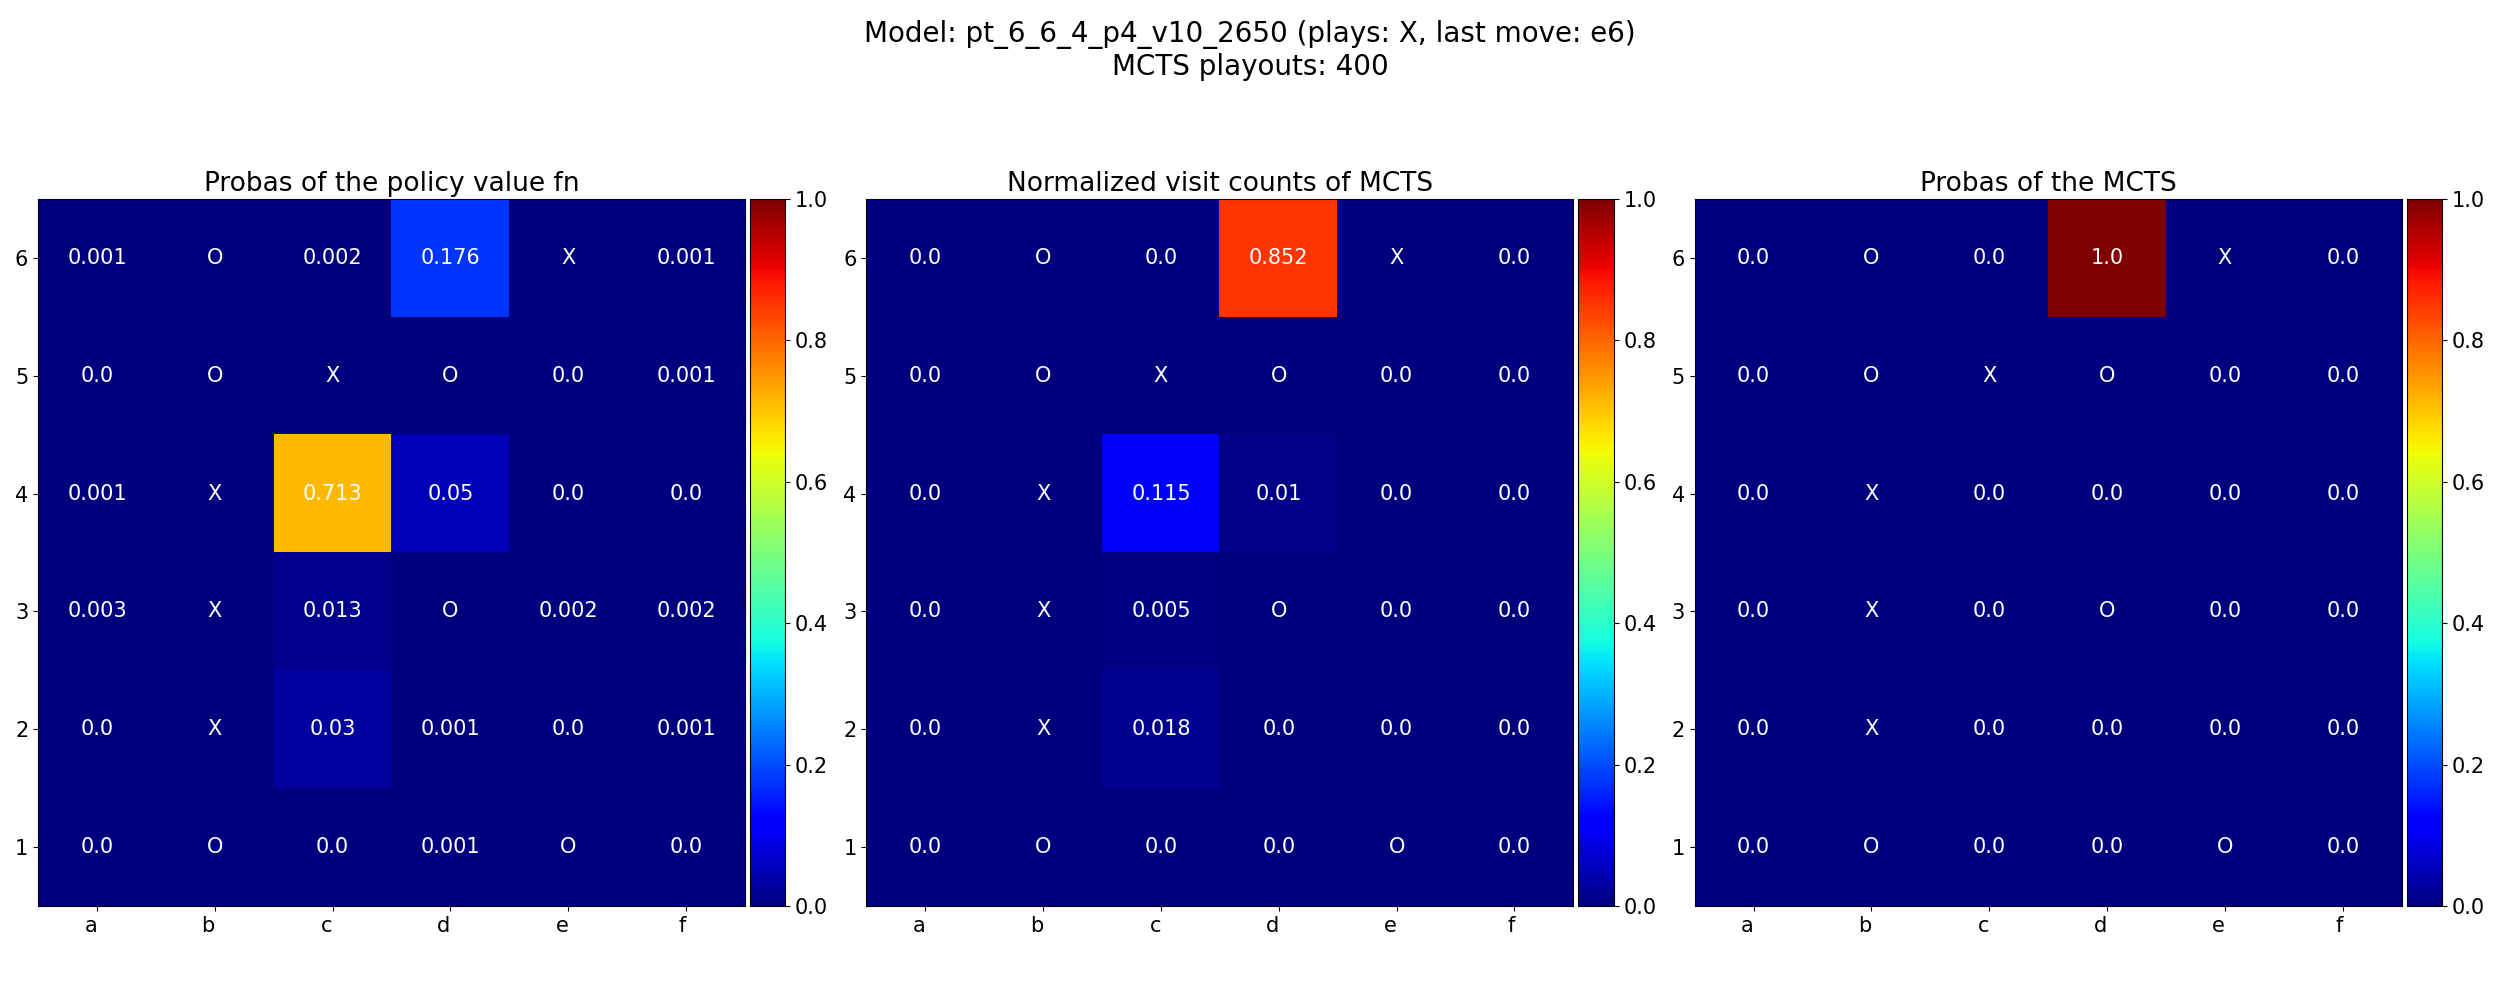 Model: pt_6_6_4_p4_v10_2650 (plays: X, last move: e6)
MCTS playouts: 400
Probas of the policy value fn
6 0.001 O 0.002 0.176 X 0.001
5 0.0 O X O 0.0 0.001
4 0.001 X 0.713 0.05 0.0 0.0
3 0.003 X 0.013 O 0.002 0.002
2 0.0 X 0.03 0.001 0.0 0.001
1 0.0 O 0.0 0.001 O 0.0
a b c d e f
1.0
0.8
0.6
0.4
0.2
0.0
Normalized visit counts of MCTS
6 0.0 O 0.0 0.852 X 0.0
5 0.0 O X O 0.0 0.0
4 0.0 X 0.115 0.01 0.0 0.0
3 0.0 X 0.005 O 0.0 0.0
2 0.0 X 0.018 0.0 0.0 0.0
1 0.0 O 0.0 0.0 O 0.0
a b c d e f
1.0
0.8
0.6
0.4
0.2
0.0
Probas of the MCTS
6 0.0 O 0.0 1.0 X 0.0
5 0.0 O X O 0.0 0.0
4 0.0 X 0.0 0.0 0.0 0.0
3 0.0 X 0.0 O 0.0 0.0
2 0.0 X 0.0 0.0 0.0 0.0
1 0.0 O 0.0 0.0 O 0.0
a b c d e f
1.0
0.8
0.6
0.4
0.2
0.0